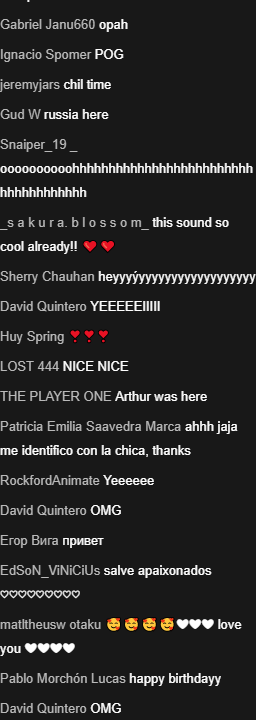 Gabriel Janu660 opah
Ignacio Spomer POG
jeremyjars chil time
Gud W russia here
Snaiper_19 _
oooooooooohhhhhhhhhhhhhhhhhhhhhhhhh
hhhhhhhhhhhh
_s a k u r a. b l o s s o m_ this sound so
cool already!! ❤️ ❤️
Sherry Chauhan heyyyýyyyyyyyyyyyyyyyyyy
David Quintero YEEEEEIIIII
Huy Spring ❣️ ❣️ ❣️
LOST 444 NICE NICE
THE PLAYER ONE Arthur was here
Patricia Emilia Saavedra Marca ahhh jaja
me identifico con la chica, thanks
RockfordAnimate Yeeeeee
David Quintero OMG
Егор Вига привет
EdSoN_ViNiCiUs salve apaixonados
♡♡♡♡♡♡♡♡♡
matltheusw otaku 🥰 🥰 🥰 🥰 🤍🤍🤍 love
you 🤍🤍🤍🤍
Pablo Morchón Lucas happy birthdayy
David Quintero OMG